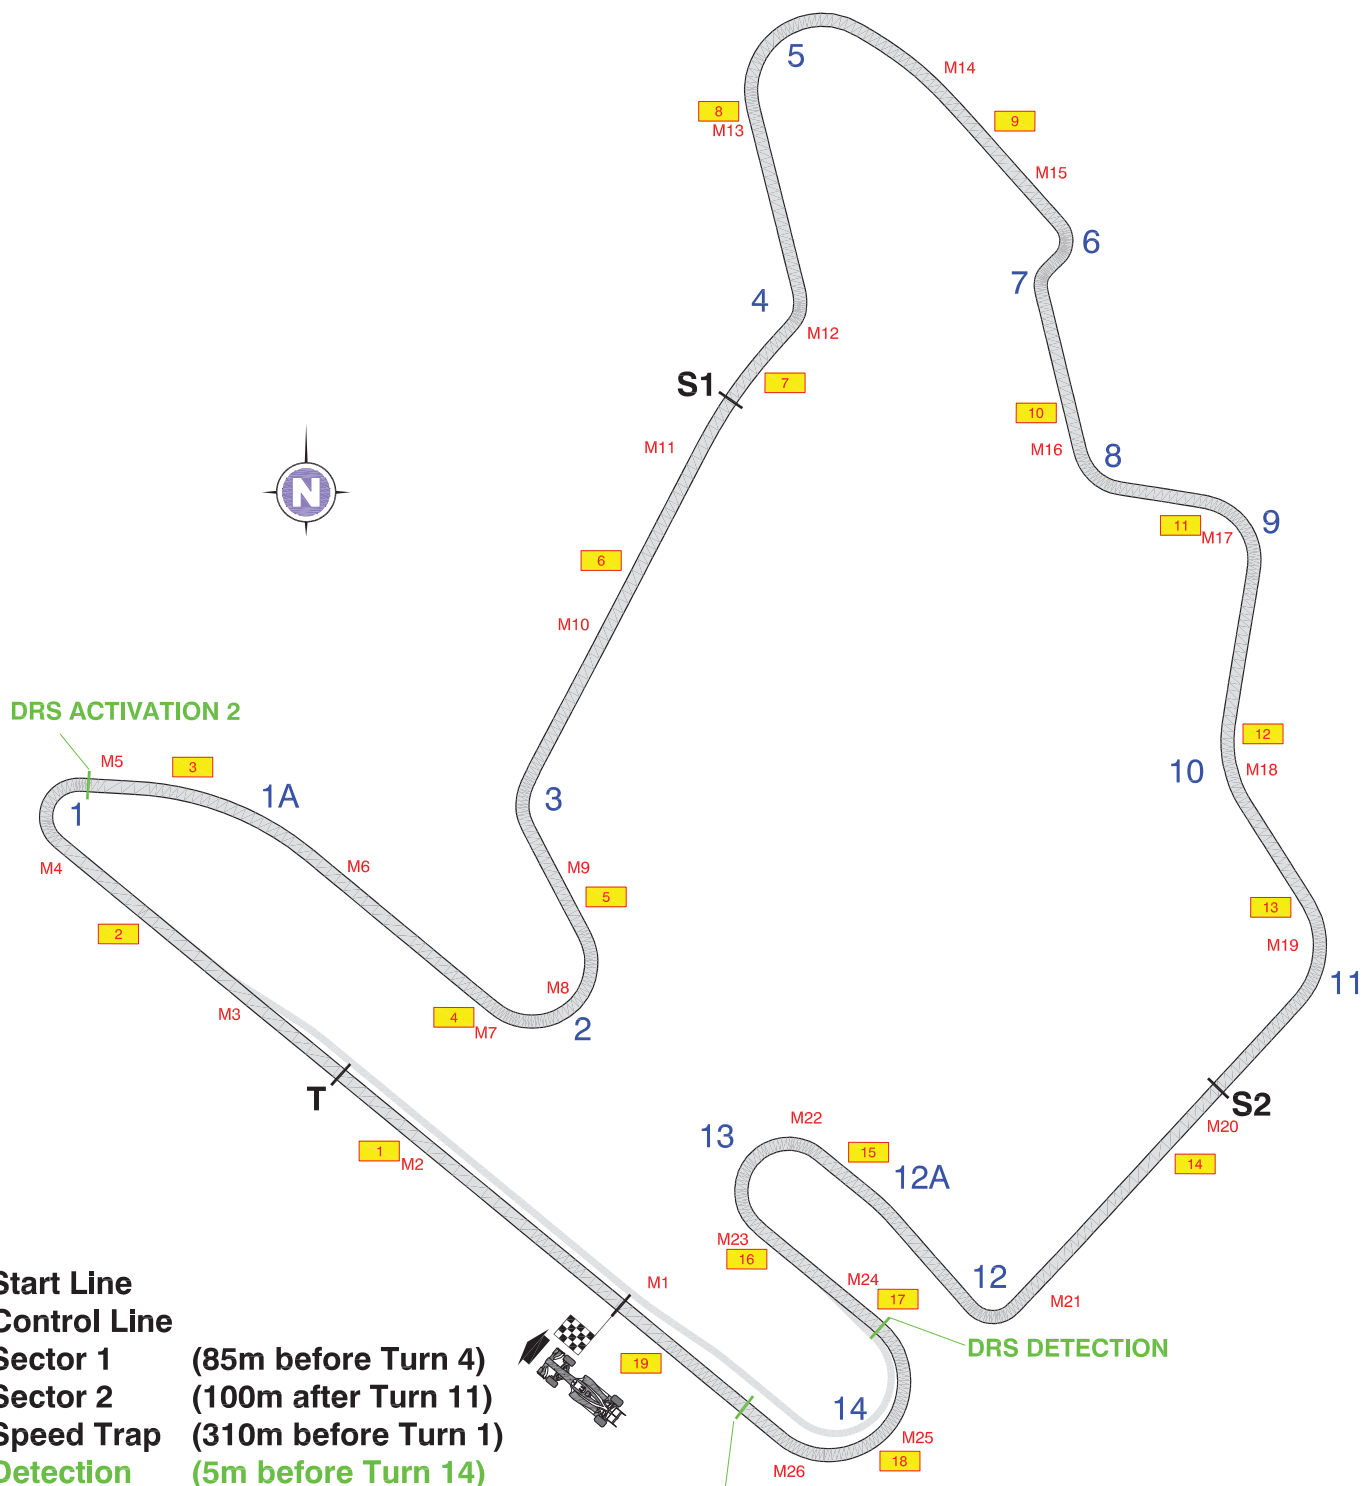 5
M14
8
M13
9
M15
6
7
4
M12
S1
7
10
M16
M11
8
N
9
11
M17
6
M10
DRS ACTIVATION 2
12
M18
10
M5
3
1A
1
3
M4
M6
M9
5
13
M19
11
2
M8
M3
4
M7
2
T
S2
M20
14
1
M2
13
M22
15
12A
M23
16
M24
17
12
M21
M1
DRS DETECTION
19
14
M25
18
M26
Start Line
Control Line
Sector 1 (85m before Turn 4)
Sector 2 (100m after Turn 11)
Speed Trap (310m before Turn 1)
Detection (5m before Turn 14)